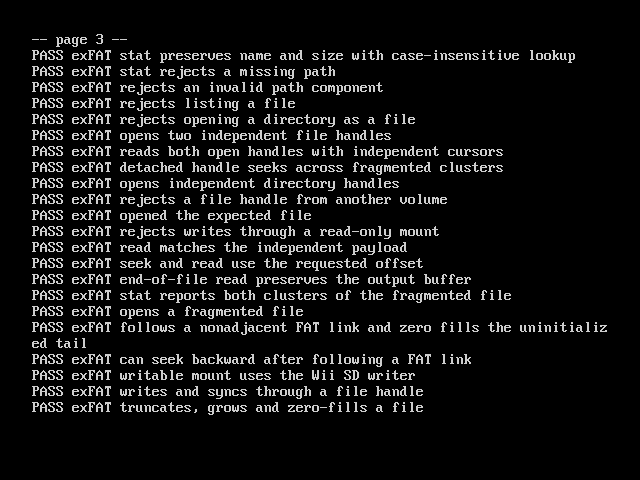 -- page 3 --
PASS exFAT stat preserves name and size with case-insensitive lookup
PASS exFAT stat rejects a missing path
PASS exFAT rejects an invalid path component
PASS exFAT rejects listing a file
PASS exFAT rejects opening a directory as a file
PASS exFAT opens two independent file handles
PASS exFAT reads both open handles with independent cursors
PASS exFAT detached handle seeks across fragmented clusters
PASS exFAT opens independent directory handles
PASS exFAT rejects a file handle from another volume
PASS exFAT opened the expected file
PASS exFAT rejects writes through a read-only mount
PASS exFAT read matches the independent payload
PASS exFAT seek and read use the requested offset
PASS exFAT end-of-file read preserves the output buffer
PASS exFAT stat reports both clusters of the fragmented file
PASS exFAT opens a fragmented file
PASS exFAT follows a nonadjacent FAT link and zero fills the uninitializ
ed tail
PASS exFAT can seek backward after following a FAT link
PASS exFAT writable mount uses the Wii SD writer
PASS exFAT writes and syncs through a file handle
PASS exFAT truncates, grows and zero-fills a file